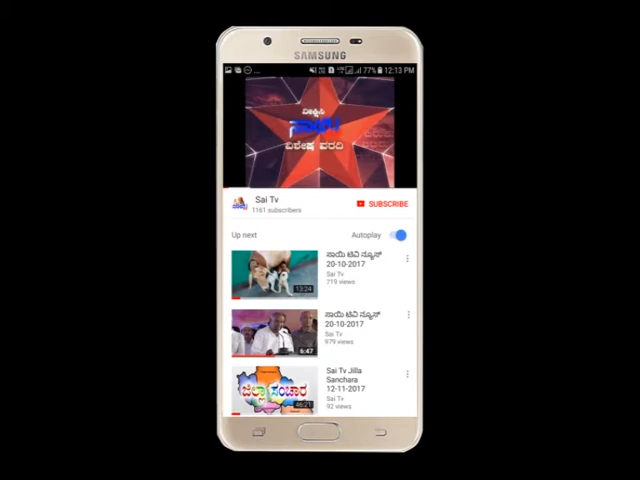 SAMSUNG
77% 12:13 PM
ನೀಕ್ಷಿಸಿ
ವಿಶೇಷ ವರದಿ
Sai Tv
1161 subscribers
SUBSCRIBE
Up next
Autoplay
ಸಾಯಿ ಟಿವಿ ನ್ಯೂಸ್
20-10-2017
Sai Tv
719 views
13:24
ಸಾಯಿ ಟಿವಿ ನ್ಯೂಸ್
20-10-2017
Sai Tv
979 views
6:47
Sai Tv Jilla
Sanchara
12-11-2017
Sai Tv
92 views
ಜಿಲ್ಲಾ ಸಂಚಾರ
46:21